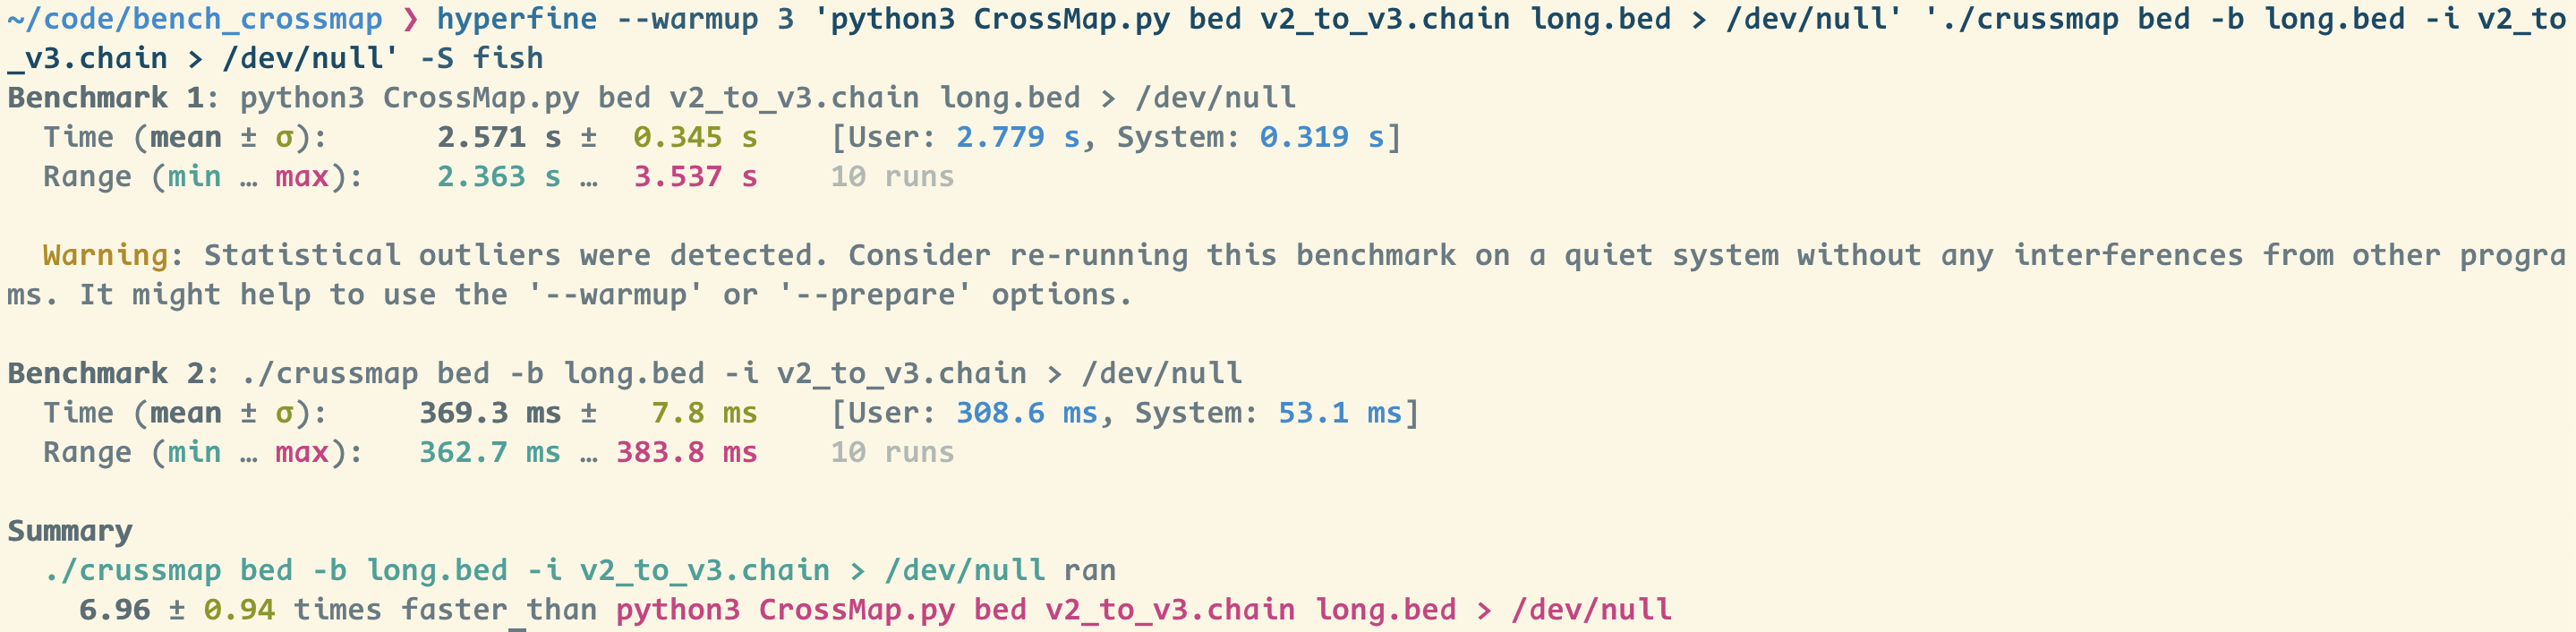 ~/code/bench_crossmap ❯ hyperfine --warmup 3 'python3 CrossMap.py bed v2_to_v3.chain long.bed > /dev/null' './crussmap bed -b long.bed -i v2_to
_v3.chain > /dev/null' -S fish
Benchmark 1: python3 CrossMap.py bed v2_to_v3.chain long.bed > /dev/null
  Time (mean ± σ):      2.571 s ±  0.345 s    [User: 2.779 s, System: 0.319 s]
  Range (min … max):    2.363 s …  3.537 s    10 runs

  Warning: Statistical outliers were detected. Consider re-running this benchmark on a quiet system without any interferences from other progra
ms. It might help to use the '--warmup' or '--prepare' options.

Benchmark 2: ./crussmap bed -b long.bed -i v2_to_v3.chain > /dev/null
  Time (mean ± σ):     369.3 ms ±   7.8 ms    [User: 308.6 ms, System: 53.1 ms]
  Range (min … max):   362.7 ms … 383.8 ms    10 runs

Summary
  ./crussmap bed -b long.bed -i v2_to_v3.chain > /dev/null ran
    6.96 ± 0.94 times faster than python3 CrossMap.py bed v2_to_v3.chain long.bed > /dev/null